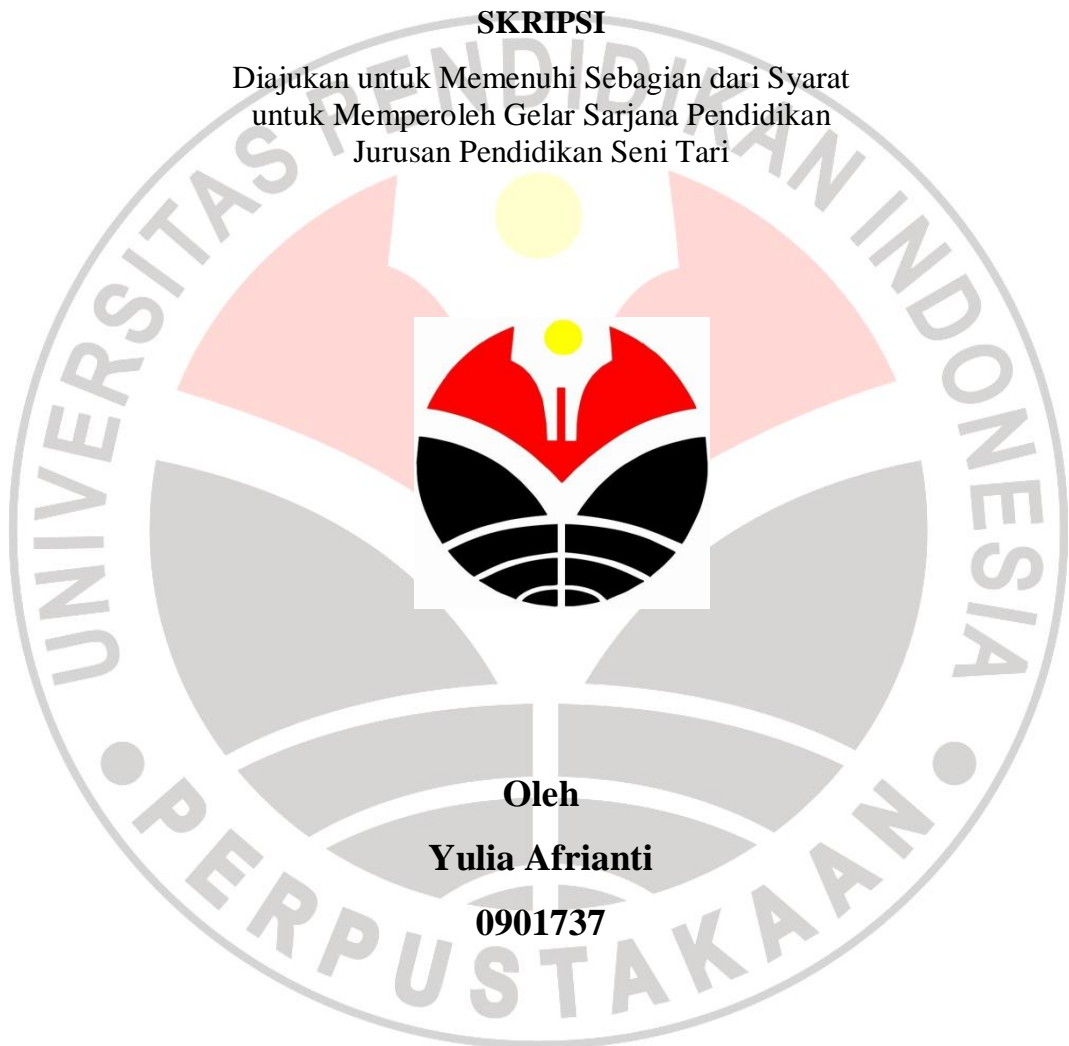 SKRIPSI
Diajukan untuk Memenuhi Sebagian dari Syarat
untuk Memperoleh Gelar Sarjana Pendidikan
Jurusan Pendidikan Seni Tari
UNIVERSITAS PENDIDIKAN INDONESIA
Oleh
Yulia Afrianti
0901737
PERPUSTAKAAN